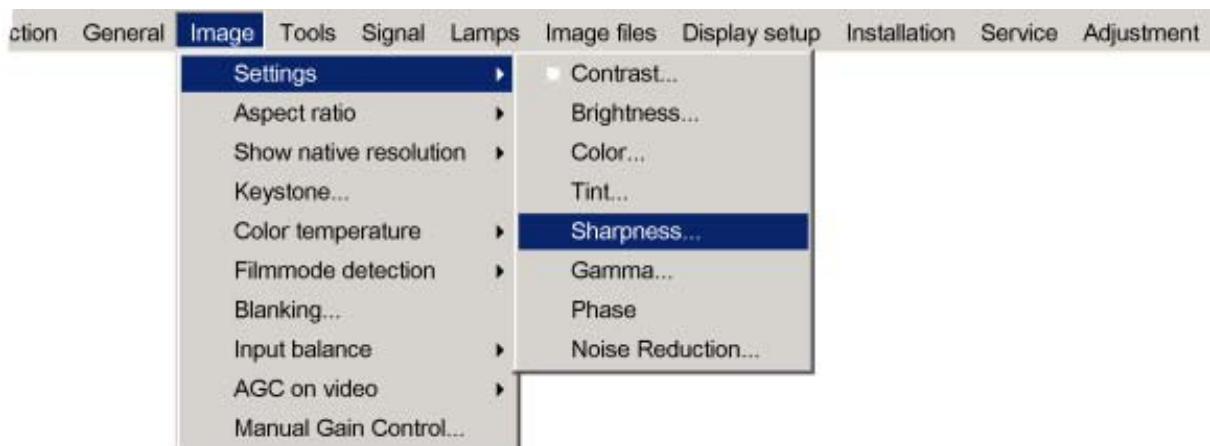 ction General Image Tools Signal Lamps Image files Display setup Installation Service Adjustment
Settings
Aspect ratio
Show native resolution
Keystone...
Color temperature
Filmmode detection
Blanking...
Input balance
AGC on video
Manual Gain Control...
Contrast...
Brightness...
Color...
Tint...
Sharpness...
Gamma...
Phase
Noise Reduction...